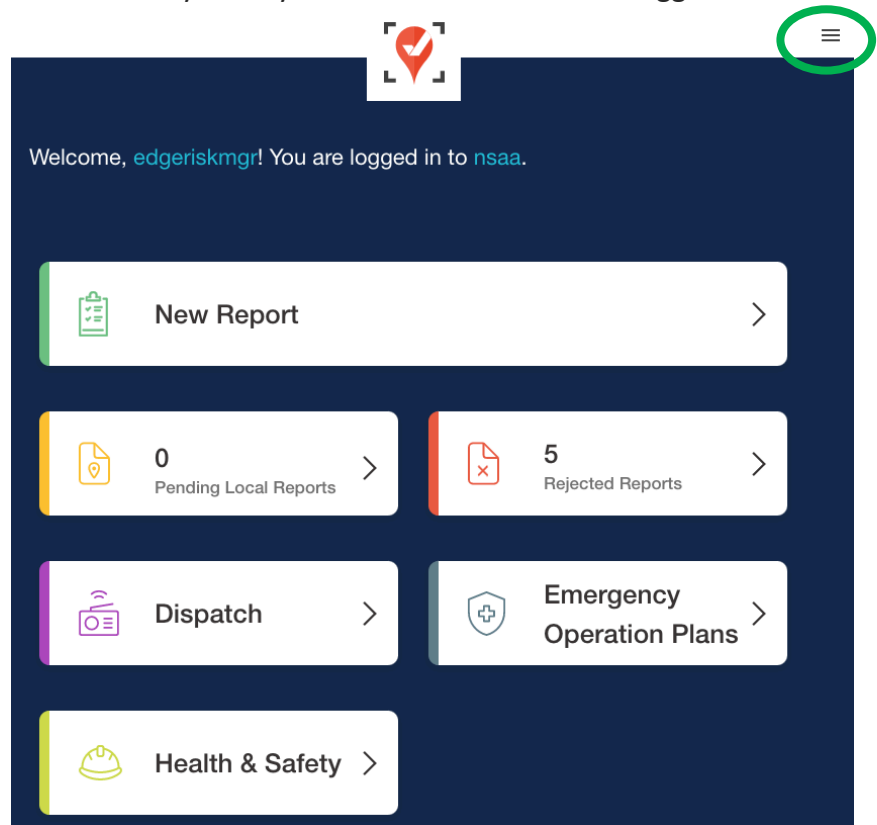 Welcome, edgeriskmgr! You are logged in to nsaa.
New Report
0
Pending Local Reports
5
Rejected Reports
Dispatch
Emergency
Operation Plans
Health & Safety